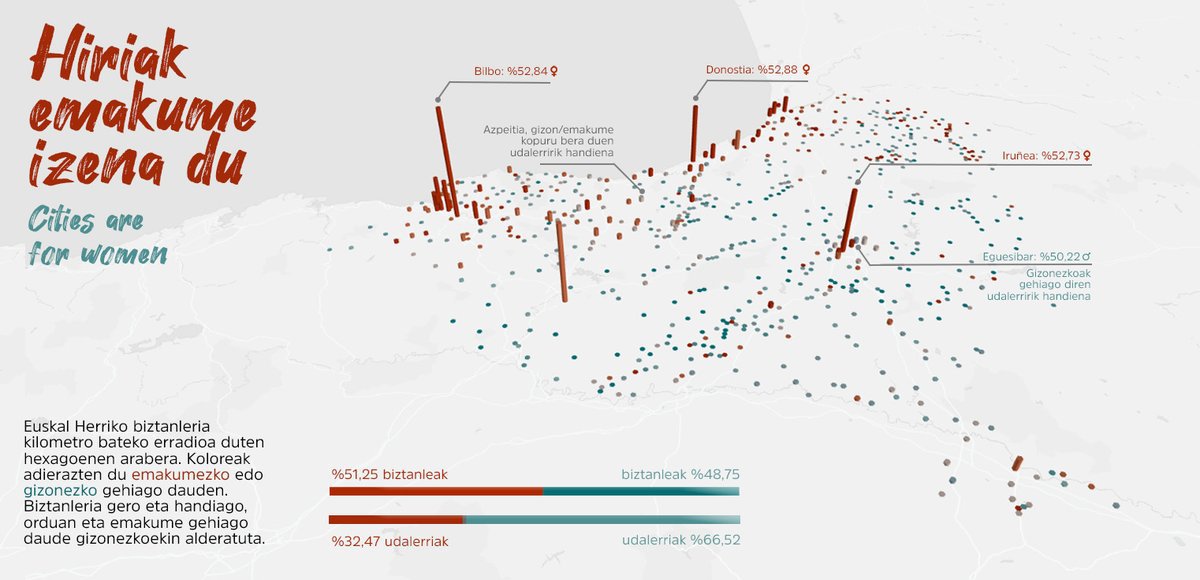 Hiriak
emakume
izena du
Cities are
for women
Bilbo: %52,84 ♀
Donostia: %52,88 ♀
Azpeitia, gizon/emakume
kopuru bera duen
udalerririk handiena
Iruñea: %52,73 ♀
Eguesibar: %50,22 ♂
Gizonezkoak
gehiago diren
udalerririk handiena
Euskal Herriko biztanleria
kilometro bateko erradioa duten
hexagoenen arabera. Koloreak
adierazten du emakumezko edo
gizonezko gehiago dauden.
Biztanleria gero eta handiago,
orduan eta emakume gehiago
daude gizonezkoekin alderatuta.
%51,25 biztanleak
biztanleak %48,75
%32,47 udalerriak
udalerriak %66,52